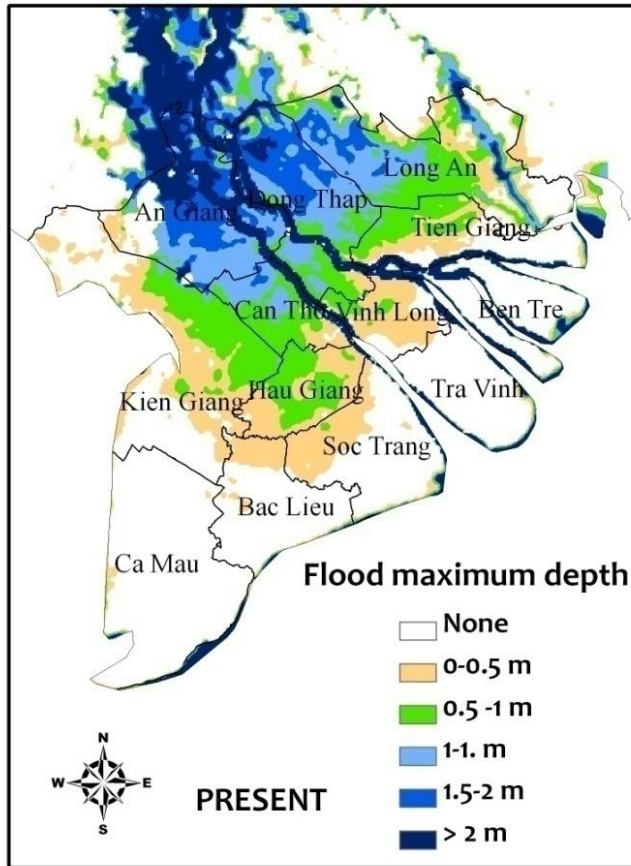 Long An
Dong Thap
An Giang
Tien Giang
Can Tho
Vinh Long
Ben Tre
Kien Giang
Hau Giang
Tra Vinh
Soc Trang
Bac Lieu
Ca Mau
Flood maximum depth
None
0-0.5 m
0.5 -1 m
1-1. m
1.5-2 m
> 2 m
N
W E
S
PRESENT